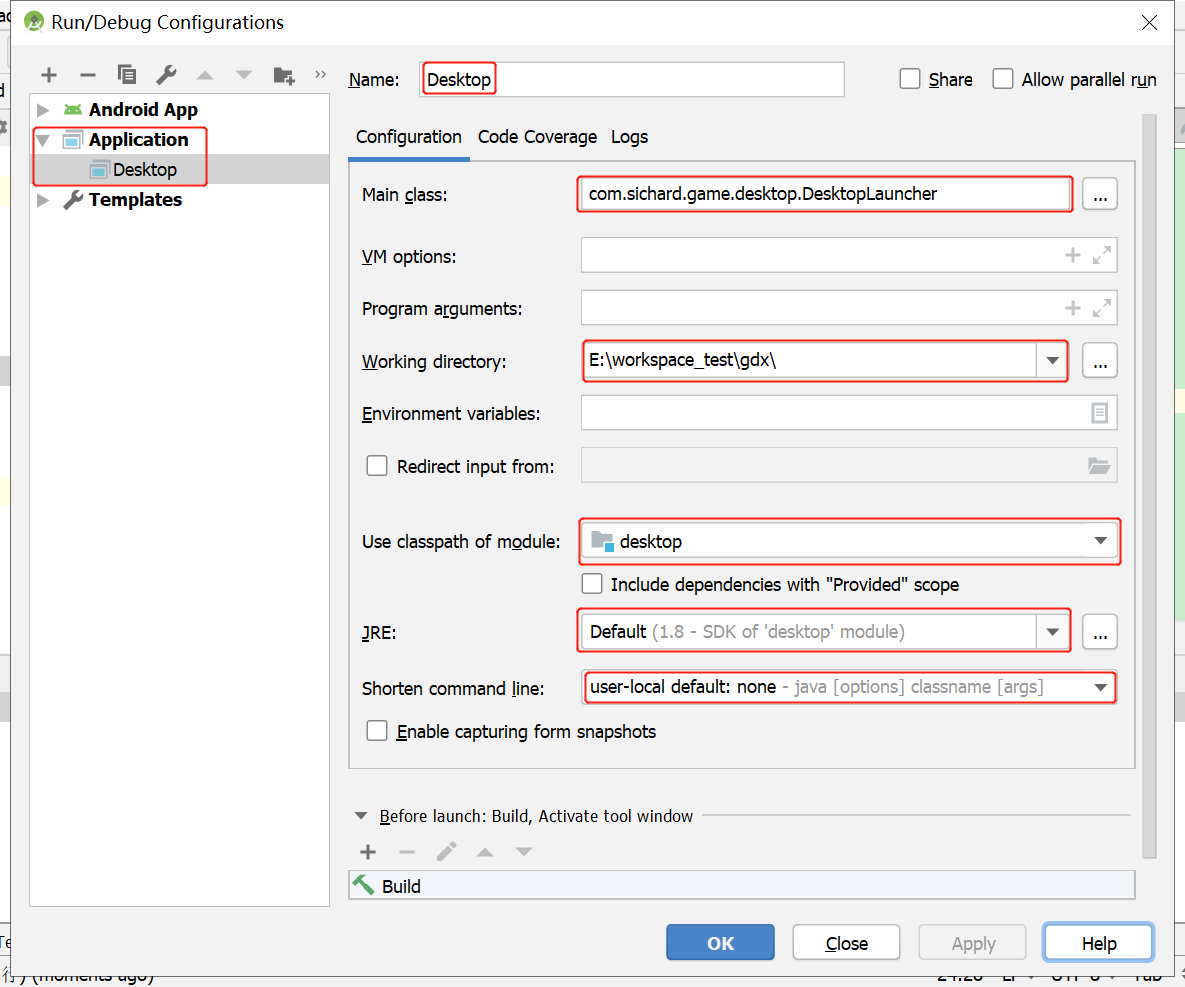 Run/Debug Configurations
Name: Desktop Share Allow parallel run
Android App
Application
Desktop
Templates
Configuration Code Coverage Logs
Main class: com.sichard.game.desktop.DesktopLauncher ...
VM options:
Program arguments:
Working directory: E:\workspace_test\gdx\ ...
Environment variables:
Redirect input from:
Use classpath of module: desktop
Include dependencies with "Provided" scope
JRE: Default (1.8 - SDK of 'desktop' module) ...
Shorten command line: user-local default: none - java [options] classname [args]
Enable capturing form snapshots
Before launch: Build, Activate tool window
Build
OK Close Apply Help
(moments ago)